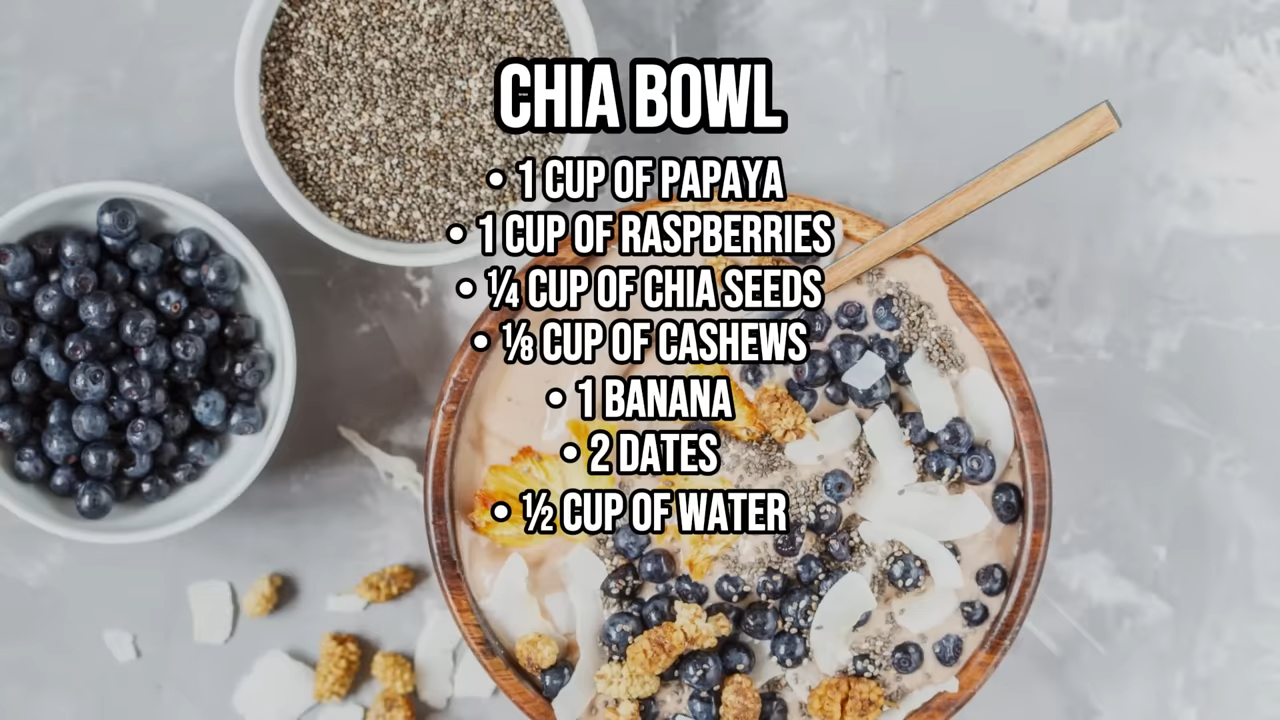 CHIA BOWL
• 1 CUP OF PAPAYA
• 1 CUP OF RASPBERRIES
• ¼ CUP OF CHIA SEEDS
• ⅛ CUP OF CASHEWS
• 1 BANANA
• 2 DATES
• ½ CUP OF WATER